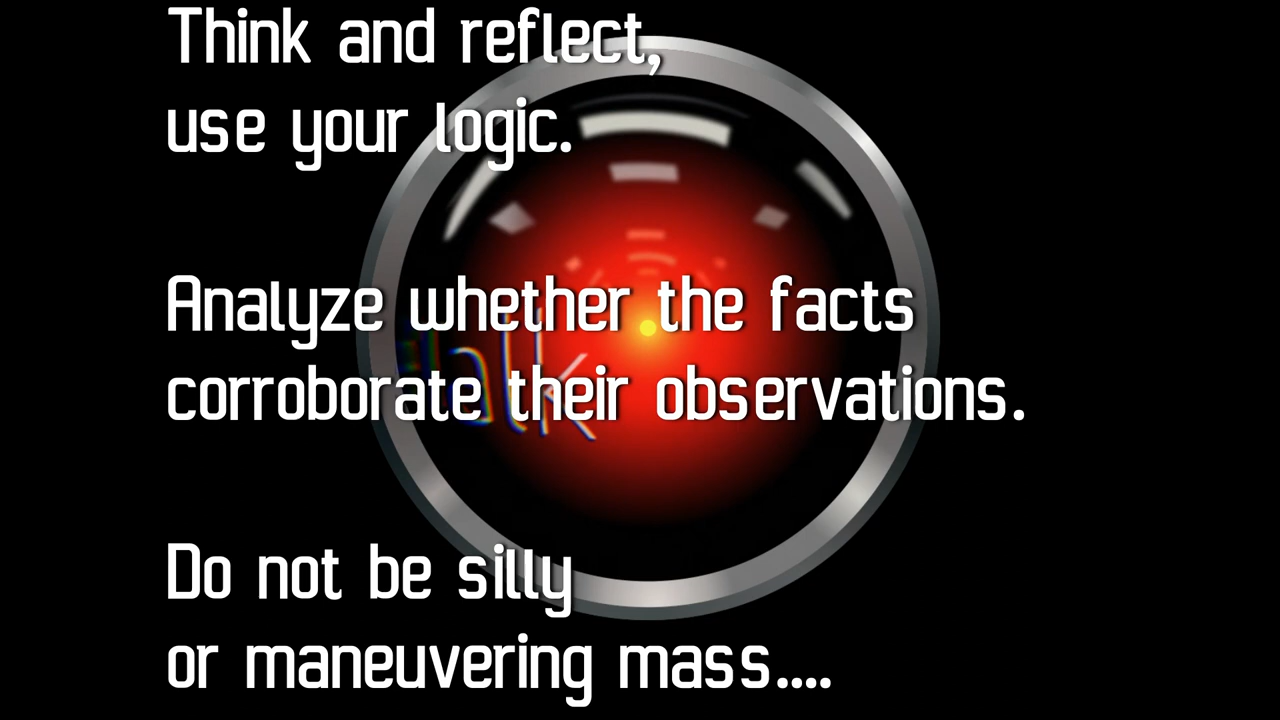 Think and reflect,
use your logic.
Analyze whether the facts
corroborate their observations.
Do not be silly
or maneuvering mass....